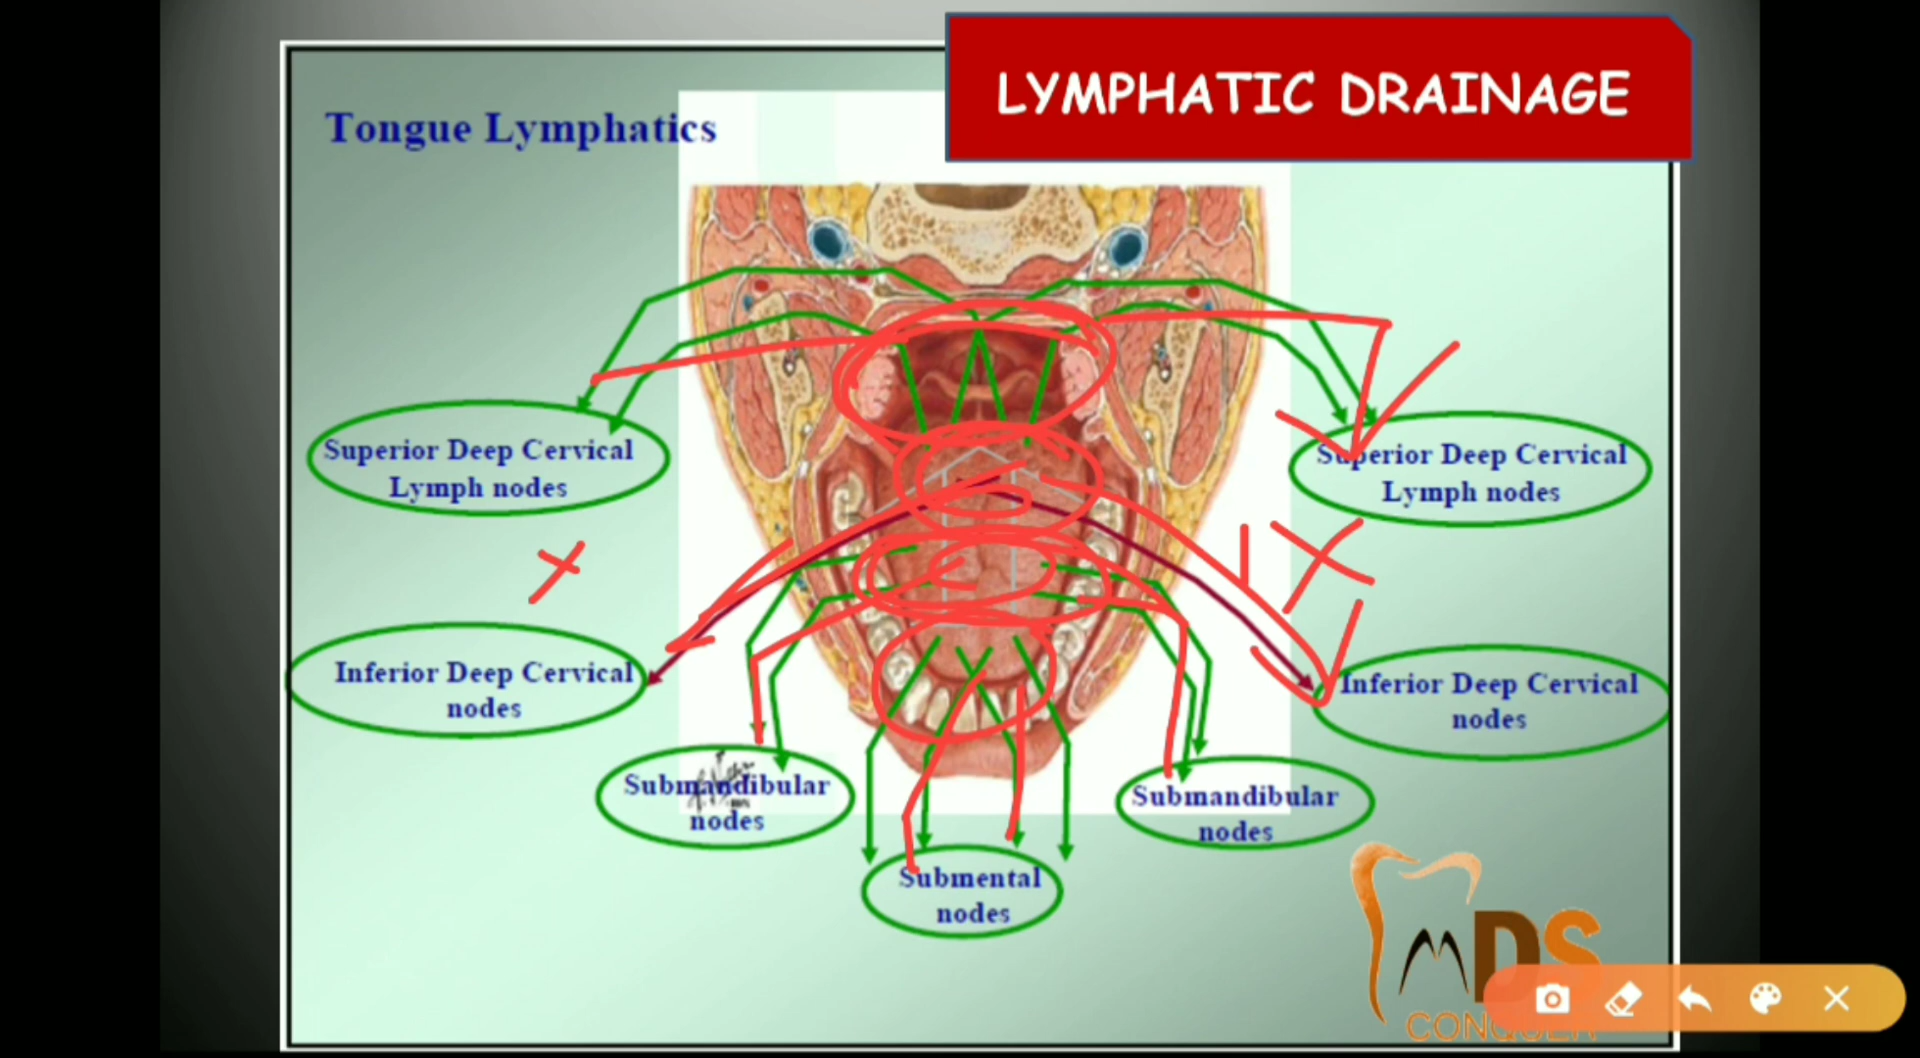 LYMPHATIC DRAINAGE
Tongue Lymphatics
Superior Deep Cervical
Lymph nodes
Superior Deep Cervical
Lymph nodes
Inferior Deep Cervical
nodes
Inferior Deep Cervical
nodes
Submandibular
nodes
Submandibular
nodes
Submental
nodes
MDS